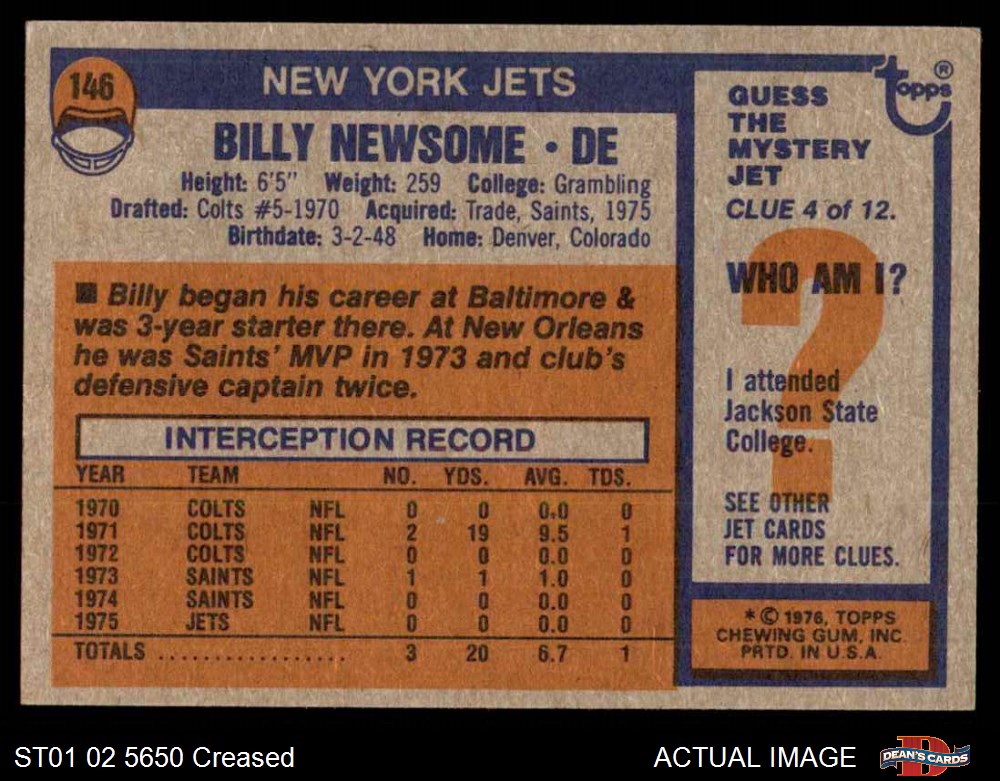 146
NEW YORK JETS
BILLY NEWSOME • DE
Height: 6'5" Weight: 259 College: Grambling
Drafted: Colts #5-1970 Acquired: Trade, Saints, 1975
Birthdate: 3-2-48 Home: Denver, Colorado
■ Billy began his career at Baltimore &
was 3-year starter there. At New Orleans
he was Saints' MVP in 1973 and club's
defensive captain twice.
INTERCEPTION RECORD
YEAR TEAM NO. YDS. AVG. TDS.
1970 COLTS NFL 0 0 0.0 0
1971 COLTS NFL 2 19 9.5 1
1972 COLTS NFL 0 0 0.0 0
1973 SAINTS NFL 1 1 1.0 0
1974 SAINTS NFL 0 0 0.0 0
1975 JETS NFL 0 0 0.0 0
TOTALS .................. 3 20 6.7 1
topps®
GUESS
THE
MYSTERY
JET
CLUE 4 of 12.
?
WHO AM I?
I attended
Jackson State
College.
SEE OTHER
JET CARDS
FOR MORE CLUES.
*© 1976, TOPPS
CHEWING GUM, INC.
PRTD. IN U.S.A.
ST01 02 5650 Creased
ACTUAL IMAGE
D
DEAN'S CARDS